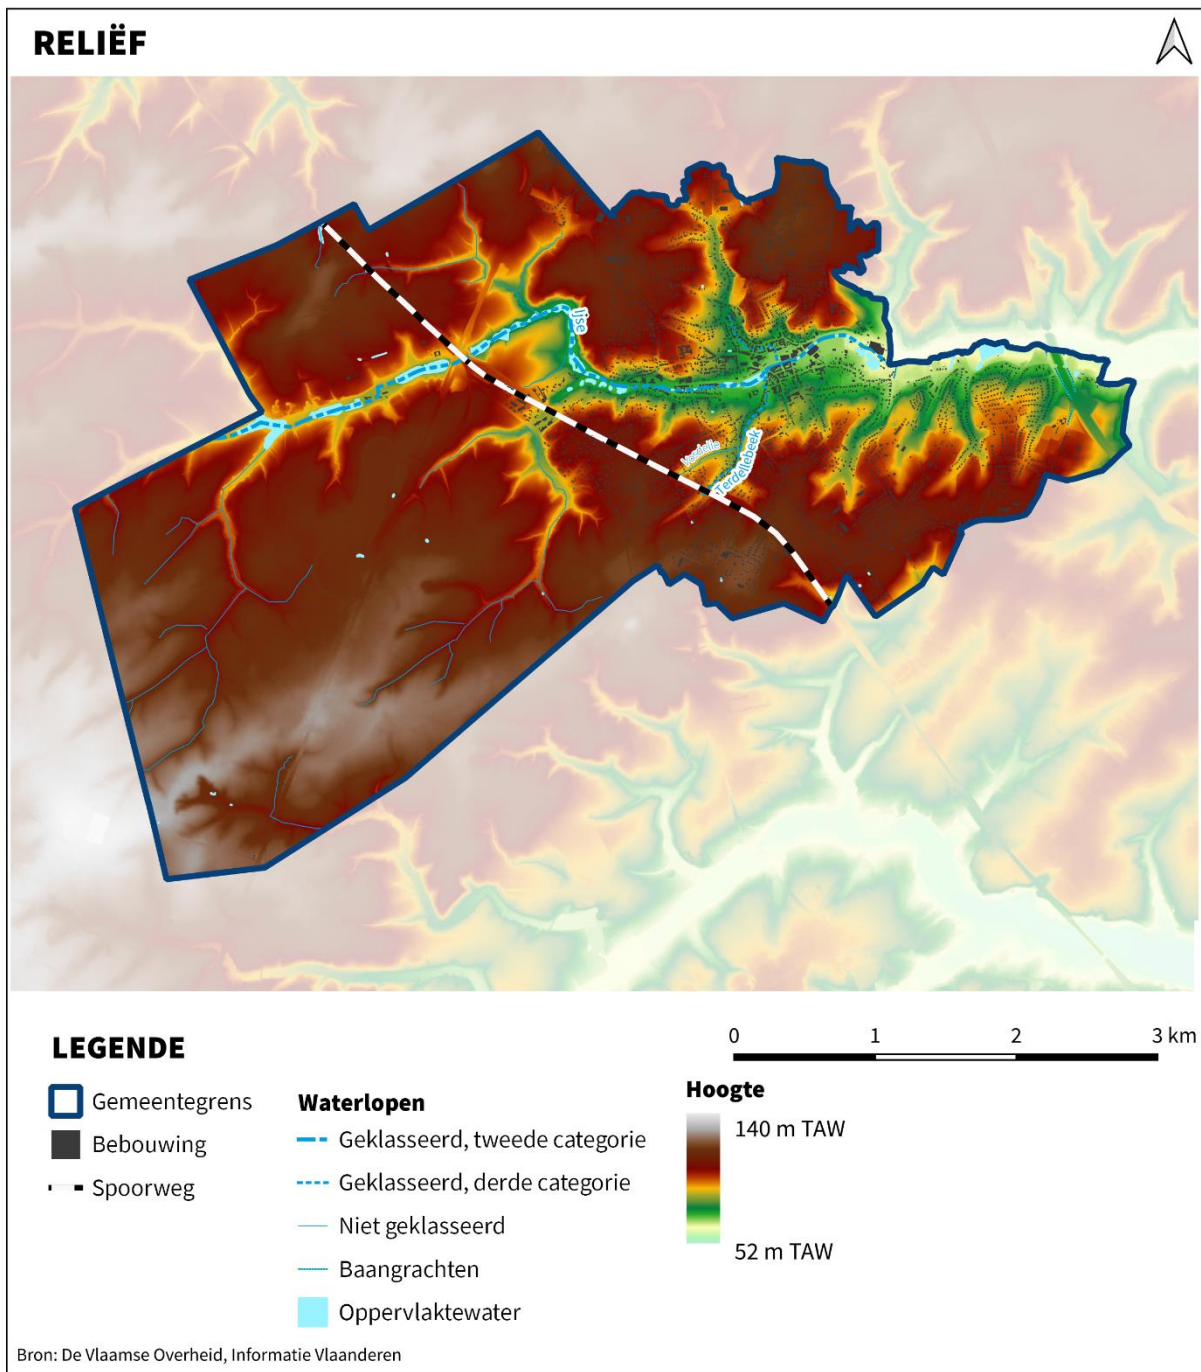 RELIËF
Ijse
Vordelle
Terdellebeek
LEGENDE
Gemeentegrens
Bebouwing
Spoorweg
Waterlopen
Geklasseerd, tweede categorie
Geklasseerd, derde categorie
Niet geklasseerd
Baangrachten
Oppervlaktewater
0 1 2 3 km
Hoogte
140 m TAW
52 m TAW
Bron: De Vlaamse Overheid, Informatie Vlaanderen